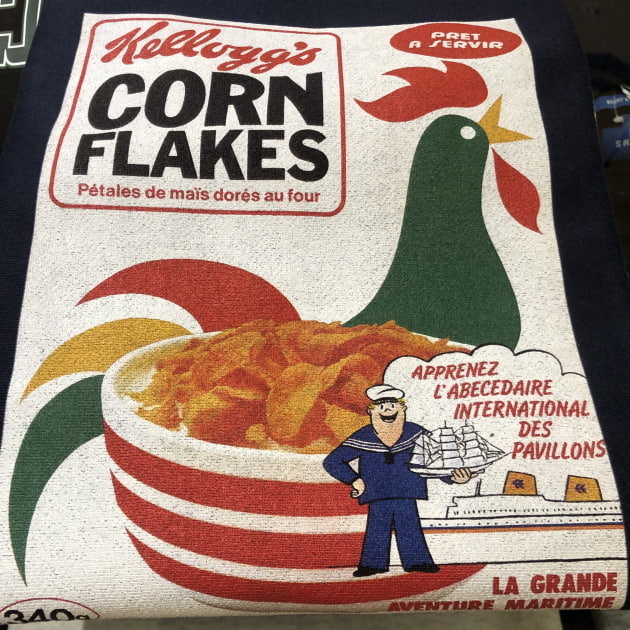 Kellogg's
CORN
FLAKES
Pétales de maïs dorés au four
PRET
A SERVIR
APPRENEZ
L'ABECEDAIRE
INTERNATIONAL
DES
PAVILLONS
LA GRANDE
AVENTURE MARITIME
340g